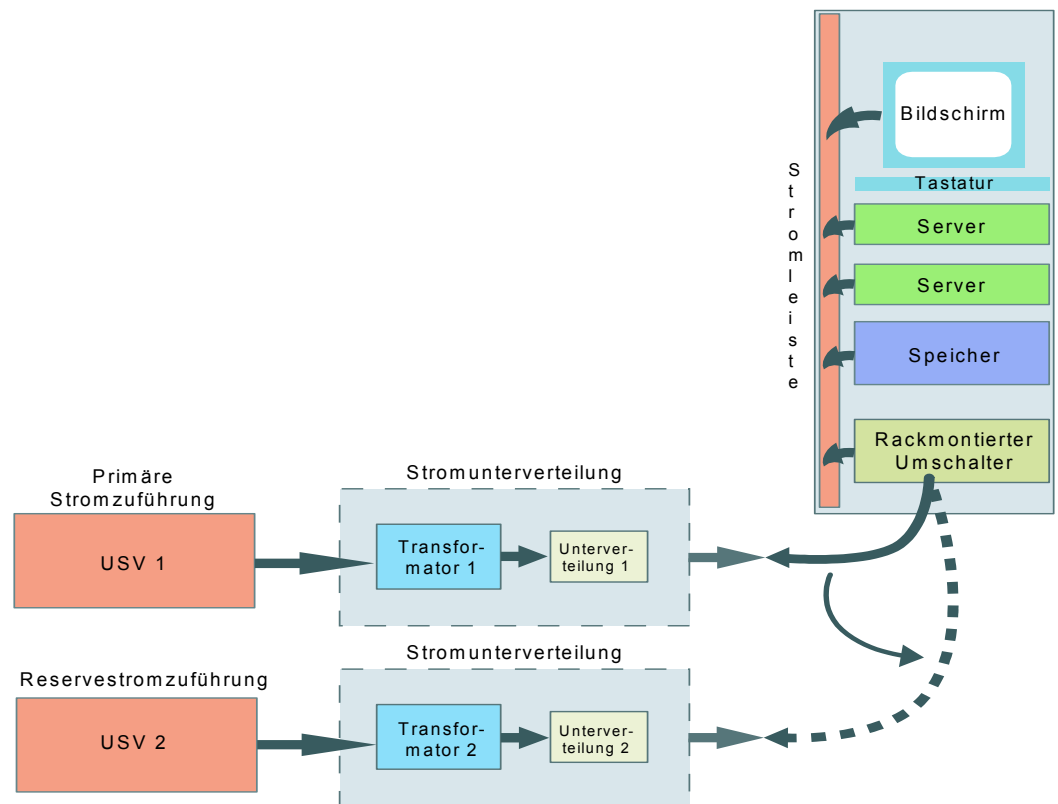 Bildschirm
Tastatur
Server
Server
Speicher
Rackmontierter
Umschalter
Stromleiste
Primäre
Stromzuführung
USV 1
Stromunterverteilung
Transfor-
mator 1
Unterver-
teilung 1
Reservestromzuführung
USV 2
Stromunterverteilung
Transfor-
mator 2
Unterver-
teilung 2